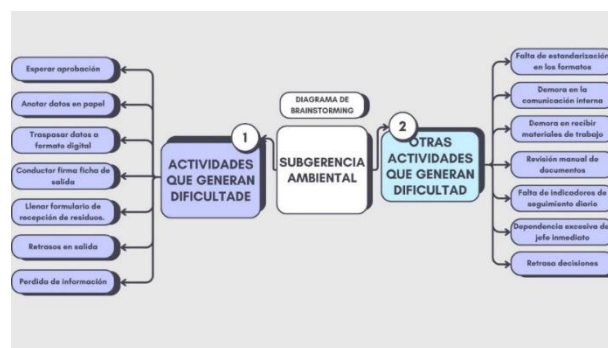 Esperar aprobación
Anotar datos en papel
Traspasar datos a
formato digital
Conductor firme ficha de
salida
Llenar formulario de
recepción de residuos.
Retrasos en salida
Perdida de información
1
ACTIVIDADES
QUE GENERAN
DIFICULTADE
DIAGRAMA DE
BRAINSTORMING
SUBGERENCIA
AMBIENTAL
2
OTRAS
ACTIVIDADES
QUE GENERAN
DIFICULTAD
Falta de estandarización
en los formatos
Demora en la
comunicación interna
Demora en recibir
materiales de trabajo
Revisión manual de
documentos
Falta de indicadores de
seguimiento diario
Dependencia excesiva de
jefe inmediato
Retrasa decisiones